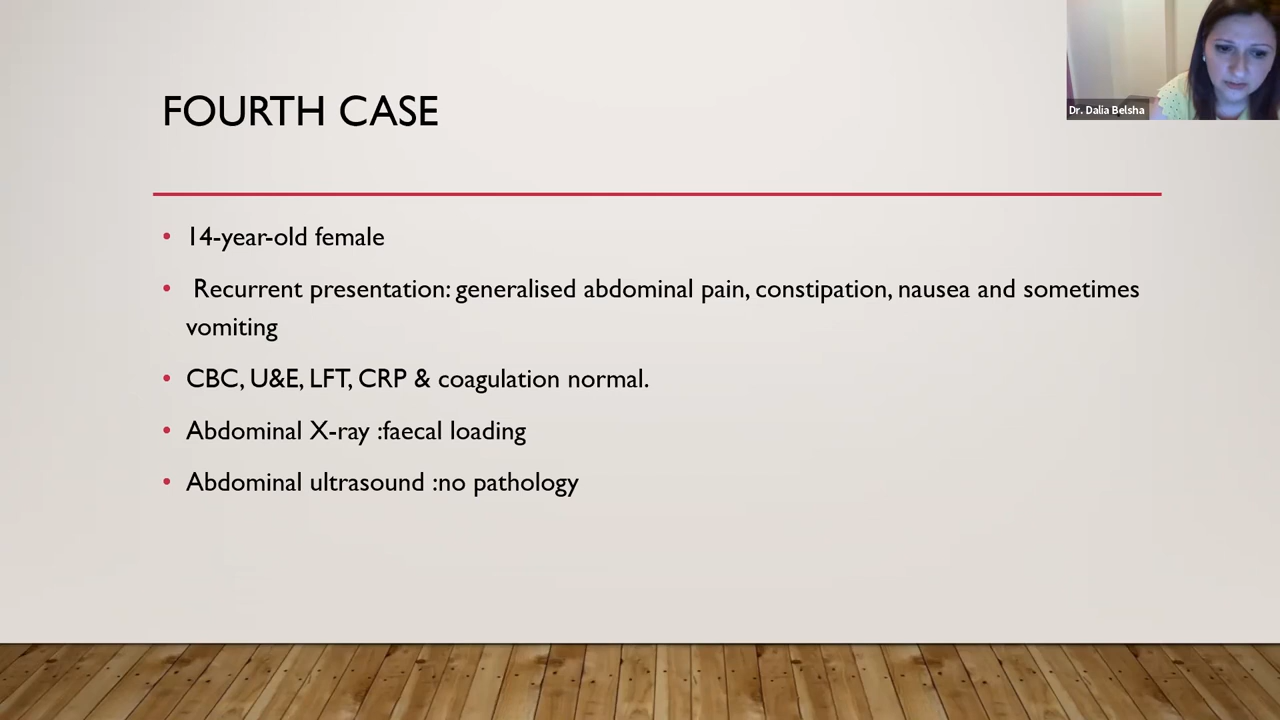 Dr. Dalia Belsha
FOURTH CASE
• 14-year-old female
• Recurrent presentation: generalised abdominal pain, constipation, nausea and sometimes
vomiting
• CBC, U&E, LFT, CRP & coagulation normal.
• Abdominal X-ray :faecal loading
• Abdominal ultrasound :no pathology